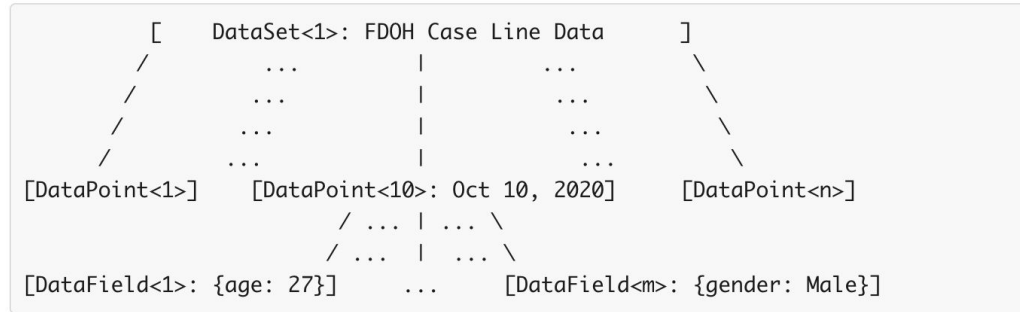 [    DataSet<1>: FDOH Case Line Data      ]
/          ...          |          ...          \
/          ...          |          ...          \
/          ...          |          ...          \
/          ...          |          ...          \
[DataPoint<1>]    [DataPoint<10>: Oct 10, 2020]     [DataPoint<n>]
/ ... | ... \
/ ...  |  ... \
[DataField<1>: {age: 27}]     ...     [DataField<m>: {gender: Male}]